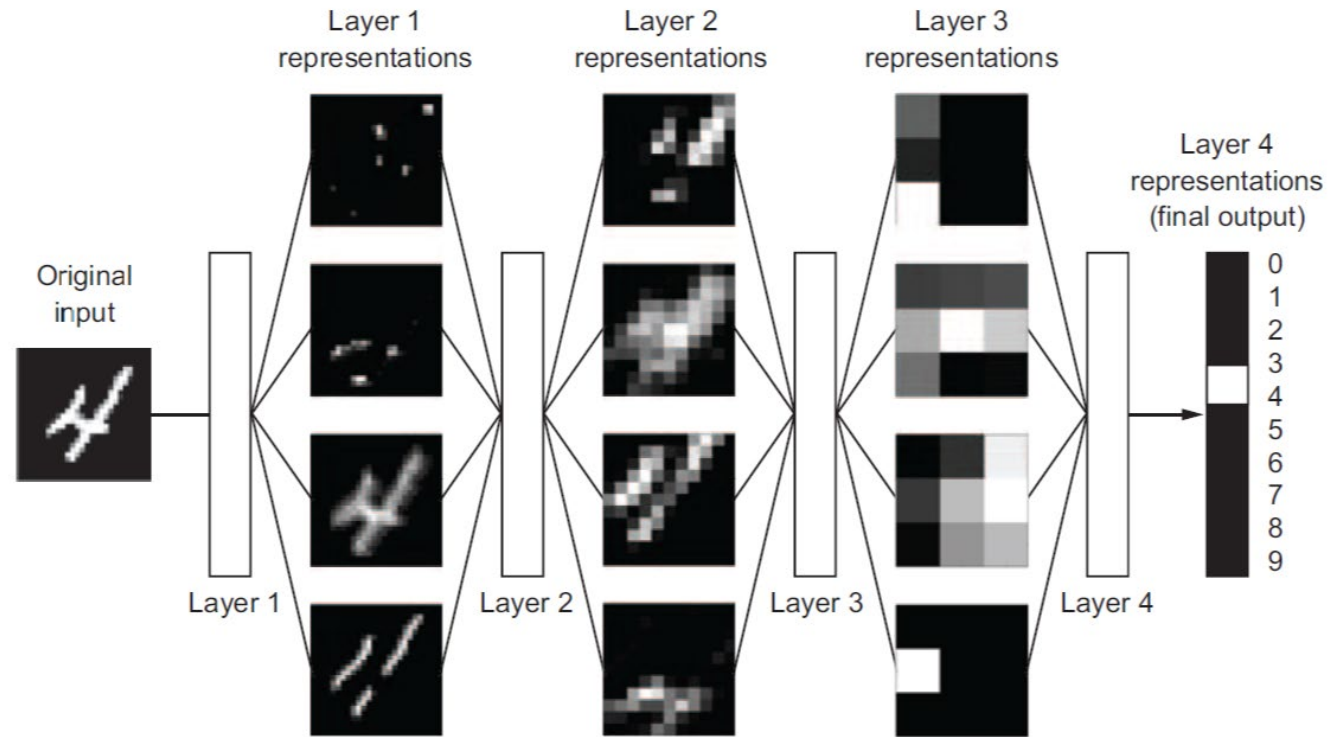 Layer 1
representations
Layer 2
representations
Layer 3
representations
Layer 4
representations
(final output)
Original
input
0
1
2
3
4
5
6
7
8
9
Layer 1
Layer 2
Layer 3
Layer 4